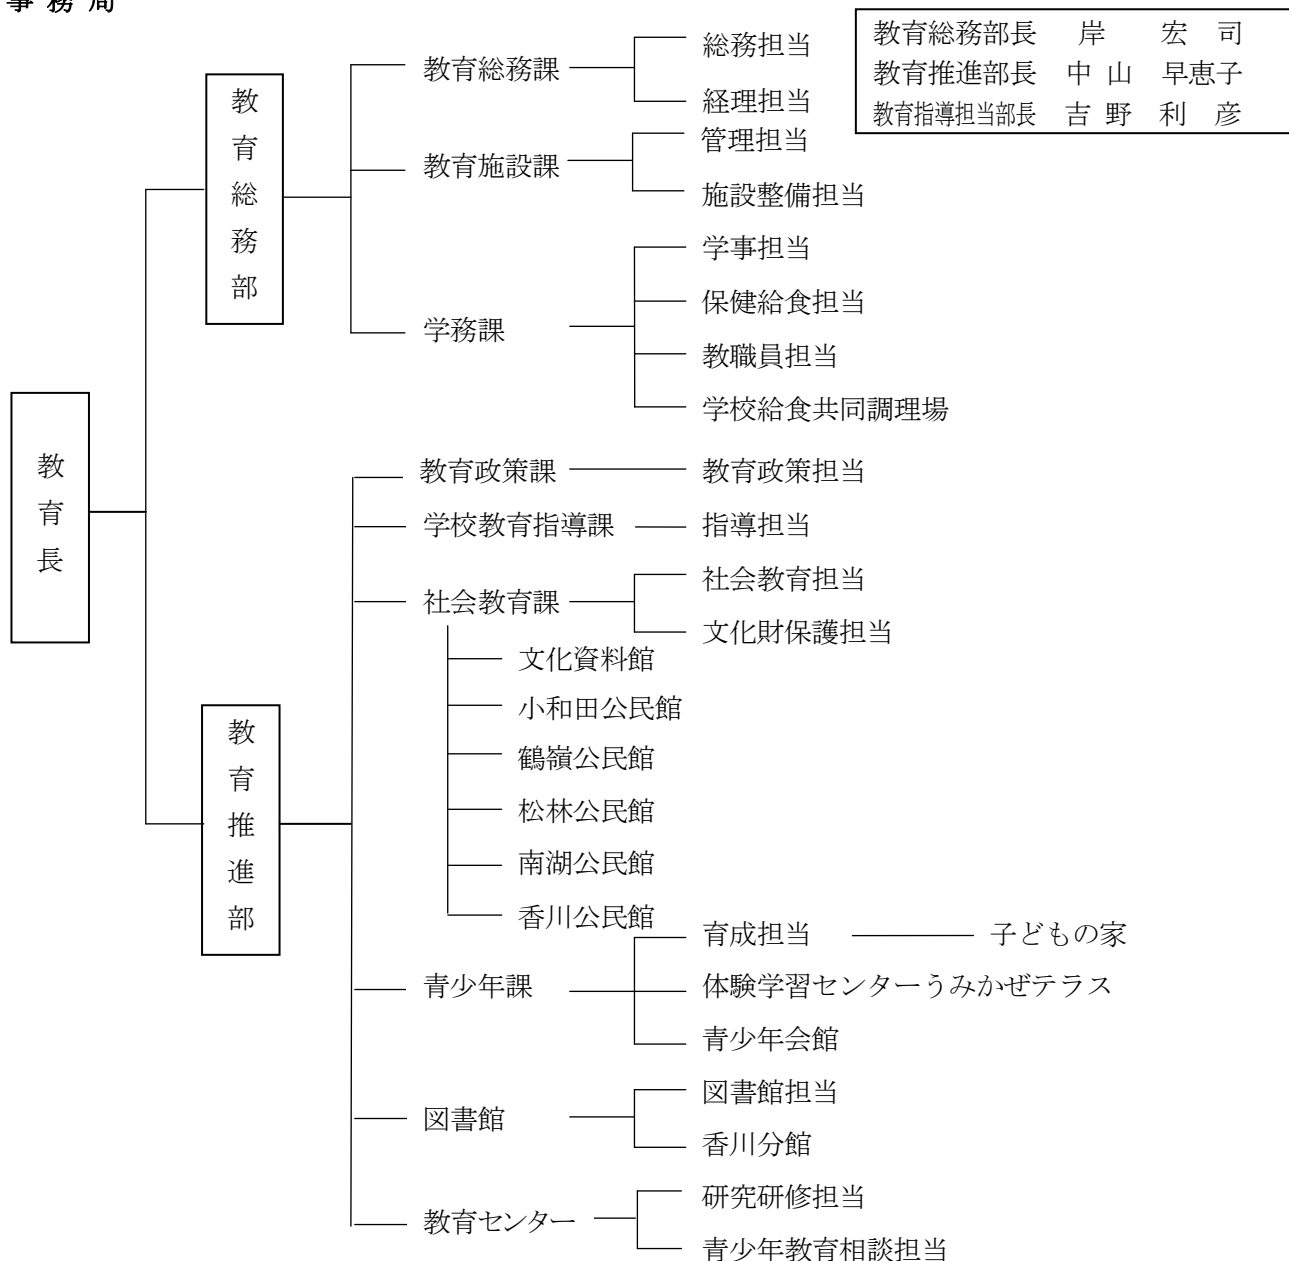 事務局
教育総務部長 岸 宏司
教育推進部長 中山 早恵子
教育指導担当部長 吉野 利彦
教育長
教育総務部
教育総務課
総務担当
経理担当
教育施設課
管理担当
施設整備担当
学務課
学事担当
保健給食担当
教職員担当
学校給食共同調理場
教育推進部
教育政策課
教育政策担当
学校教育指導課
指導担当
社会教育課
社会教育担当
文化財保護担当
文化資料館
小和田公民館
鶴嶺公民館
松林公民館
南湖公民館
香川公民館
青少年課
育成担当
子どもの家
体験学習センターうみかぜテラス
青少年会館
図書館
図書館担当
香川分館
教育センター
研究研修担当
青少年教育相談担当